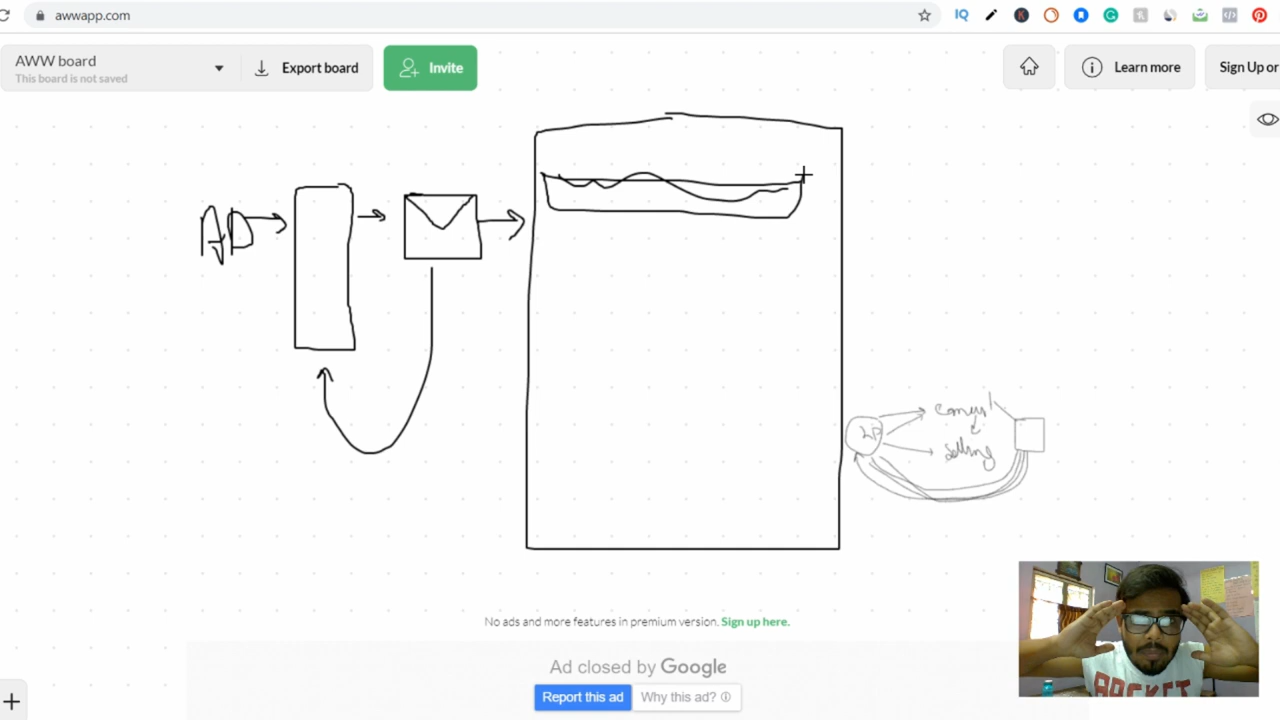 awwapp.com
IQ
K
AWW board
This board is not saved
Export board
Invite
Learn more
Sign Up or
AD
LP
selling
No ads and more features in premium version. Sign up here.
Ad closed by Google
Report this ad
Why this ad?